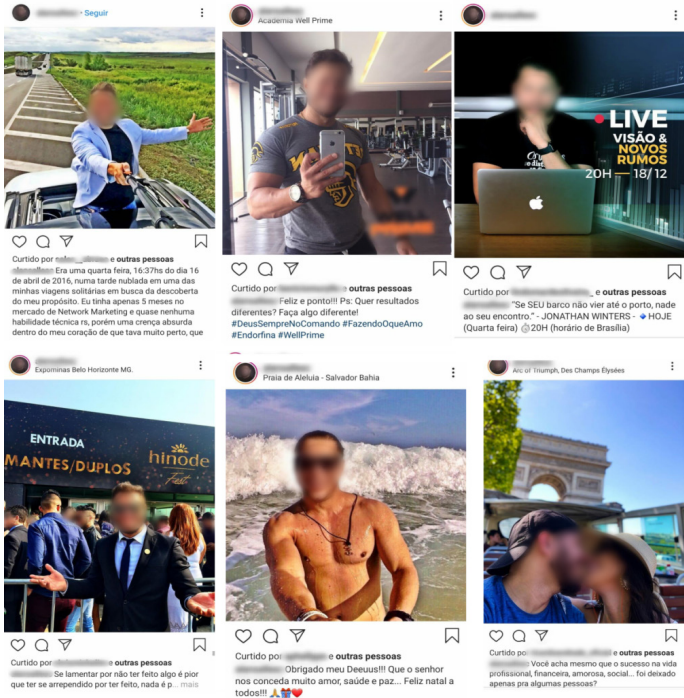 • Seguir
Curtido por e outras pessoas
Era uma quarta feira, 16:37hs do dia 16
de abril de 2016, numa tarde nublada em uma das
minhas viagens solitárias em busca da descoberta
do meu propósito. Eu tinha apenas 5 meses no
mercado de Network Marketing e quase nenhuma
habilidade técnica rs, porém uma crença absurda
dentro do meu coração de que tava muito perto, que
Academia Well Prime
WELL
PRIME
Curtido por e outras pessoas
Feliz e ponto!!! Ps: Quer resultados
diferentes? Faça algo diferente!
#DeusSempreNoComando #FazendoOqueAmo
#Endorfina #WellPrime
LIVE
VISÃO &
NOVOS
RUMOS
20H — 18/12
Curtido por e outras pessoas
"Se SEU barco não vier até o porto, nade
ao seu encontro." - JONATHAN WINTERS - 🔹HOJE
(Quarta feira) ⏱20H (horário de Brasília)
Expominas Belo Horizonte MG.
ENTRADA
MANTES/DUPLOS
hinode
Fest
Curtido por e outras pessoas
Se lamentar por não ter feito algo é pior
que ter se arrependido por ter feito, nada é p... mais
Praia de Aleluia - Salvador Bahia
Curtido por e outras pessoas
Obrigado meu Deeuus!!! Que o senhor
nos conceda muito amor, saúde e paz... Feliz natal a
todos!!! 🙏🎁❤️
Arc of Triumph, Des Champs Élysées
Curtido por e outras pessoas
Você acha mesmo que o sucesso na vida
profissional, financeira, amorosa, social... foi deixado
apenas pra algumas pessoas?